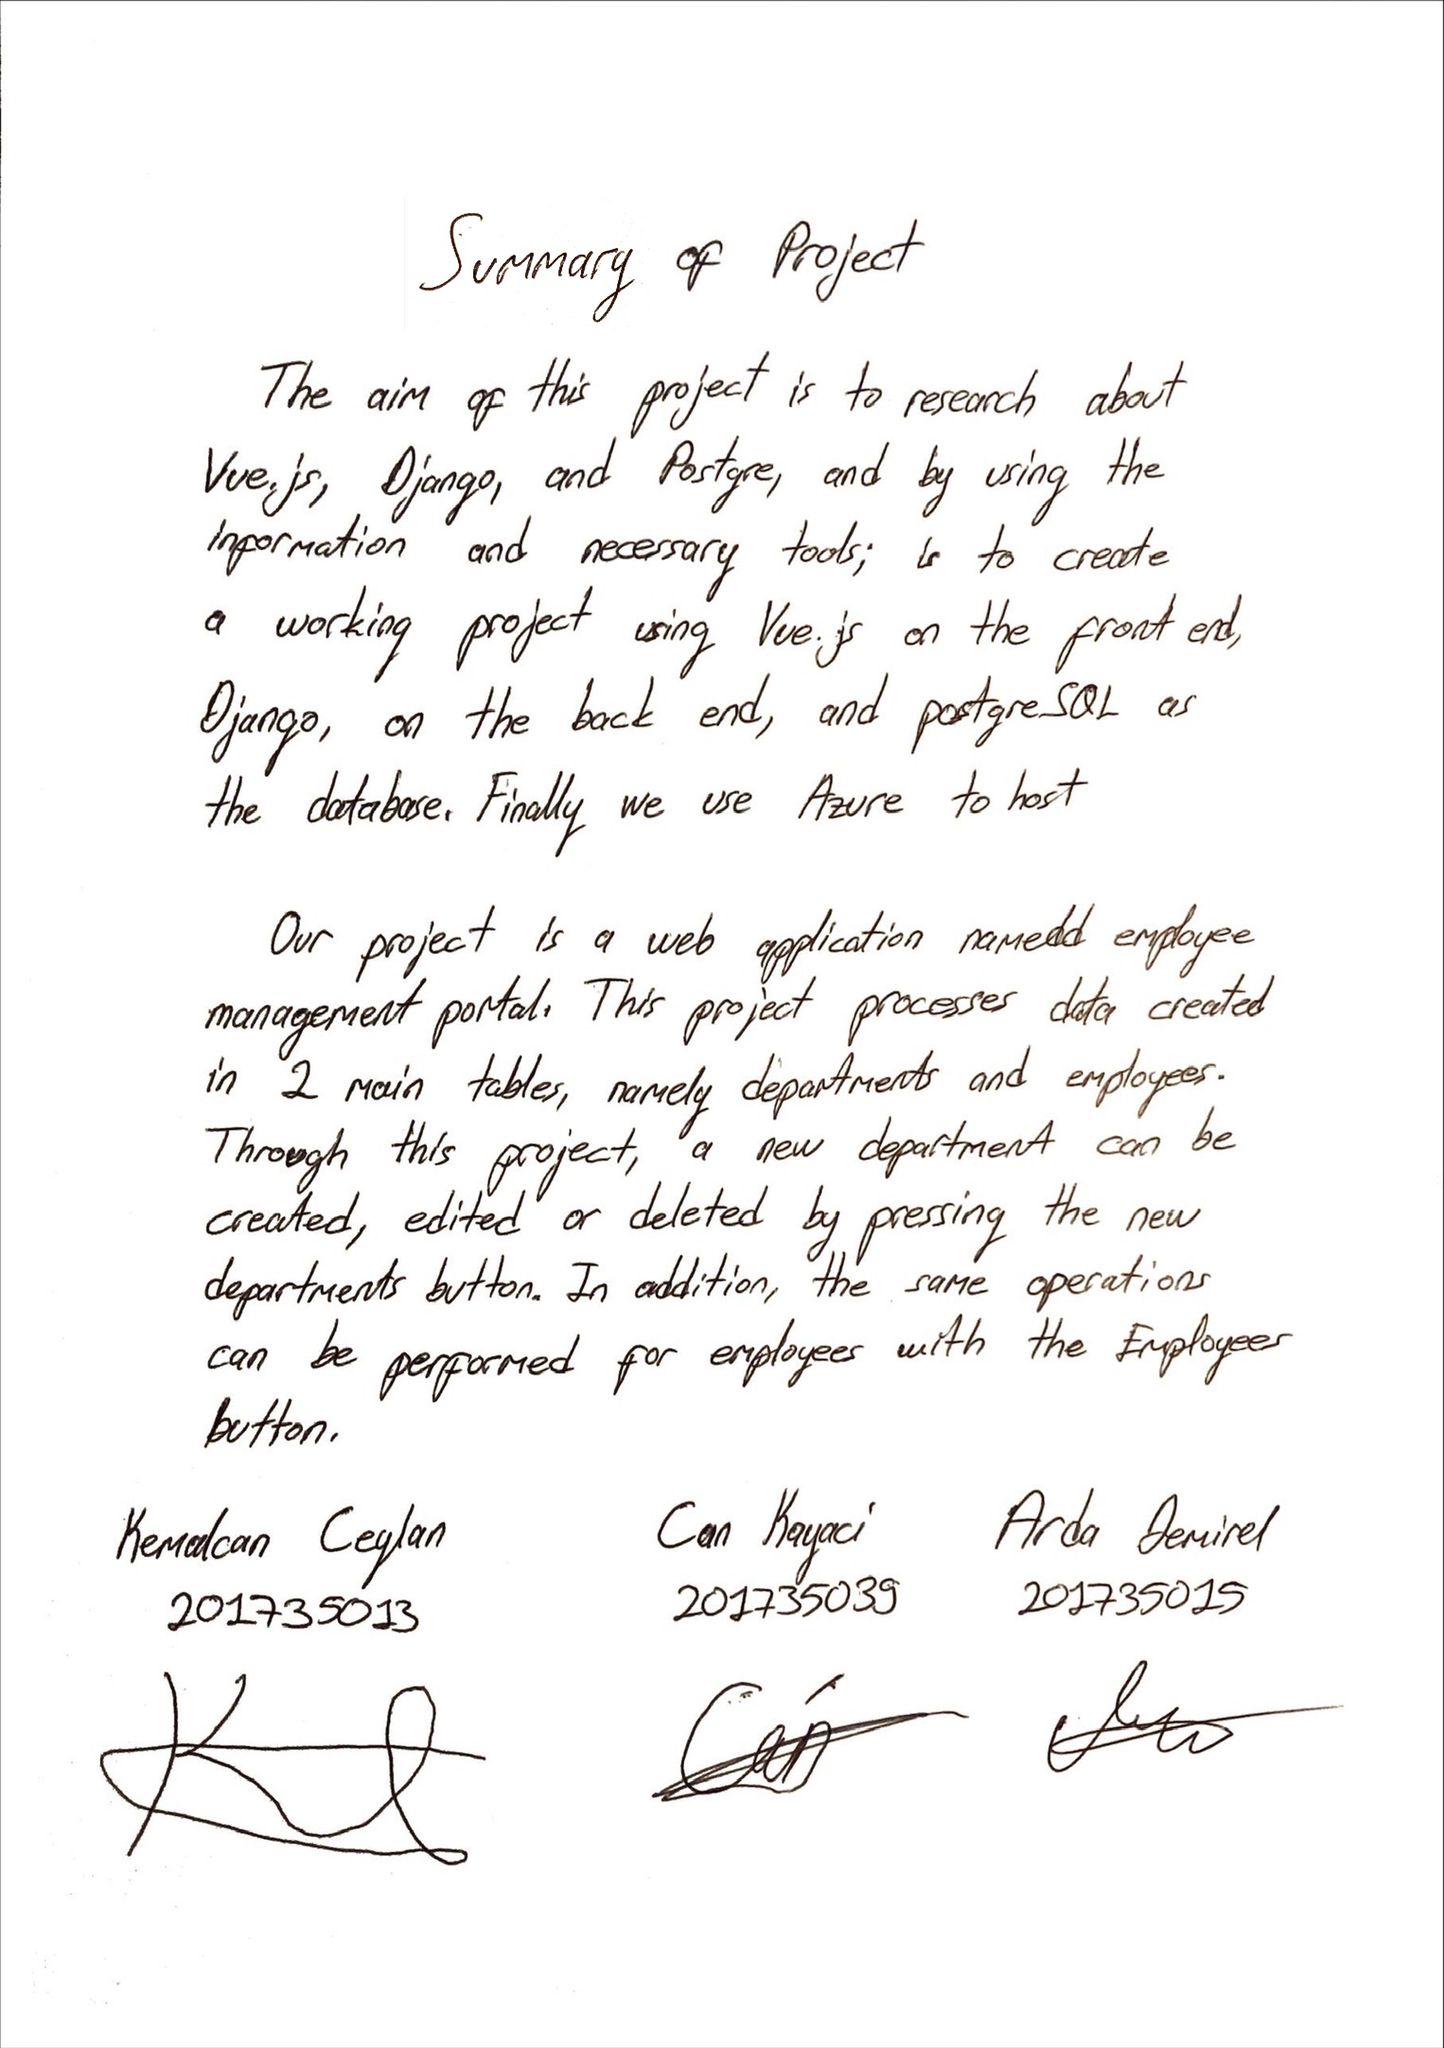 Summary of Project
The aim of this project is to research about
Vue.js, Django, and Postgre, and by using the
information and necessary tools; is to create
a working project using Vue.js on the front end,
Django, on the back end, and postgreSQL as
the database. Finally we use Azure to host
Our project is a web application namedd employee
management portal. This project processes data created
in 2 main tables, namely departments and employees.
Through this project, a new department can be
created, edited or deleted by pressing the new
departments button. In addition, the same operations
can be performed for employees with the Employees
button.
Kemalcan Ceylan Can Kayaci Arda Demirel
201735013 201735039 201735015
Can